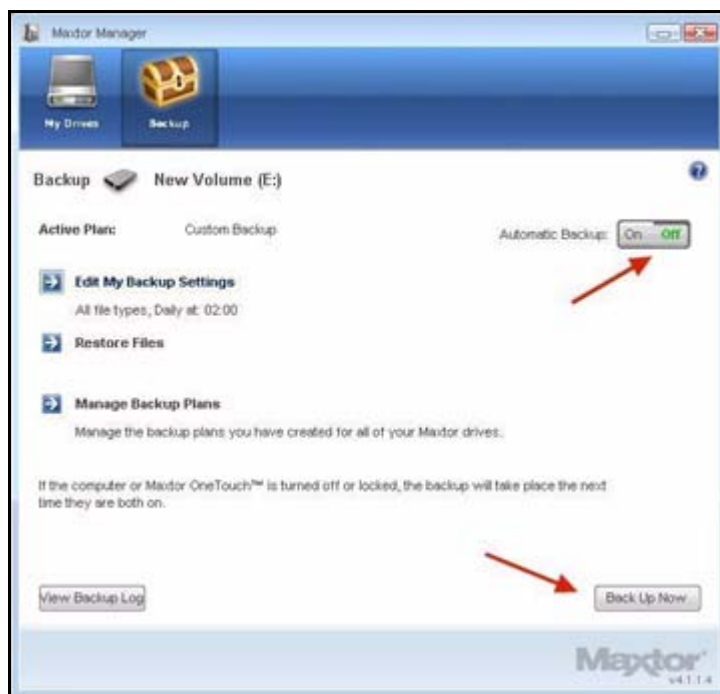 Maxtor Manager
My Drives
Backup
Backup New Volume (E:)
Active Plan: Custom Backup
Automatic Backup: On Off
Edit My Backup Settings
All file types, Daily at: 02:00
Restore Files
Manage Backup Plans
Manage the backup plans you have created for all of your Maxtor drives.
If the computer or Maxtor OneTouch™ is turned off or locked, the backup will take place the next
time they are both on.
View Backup Log
Back Up Now
Maxtor
v4.1.1.4